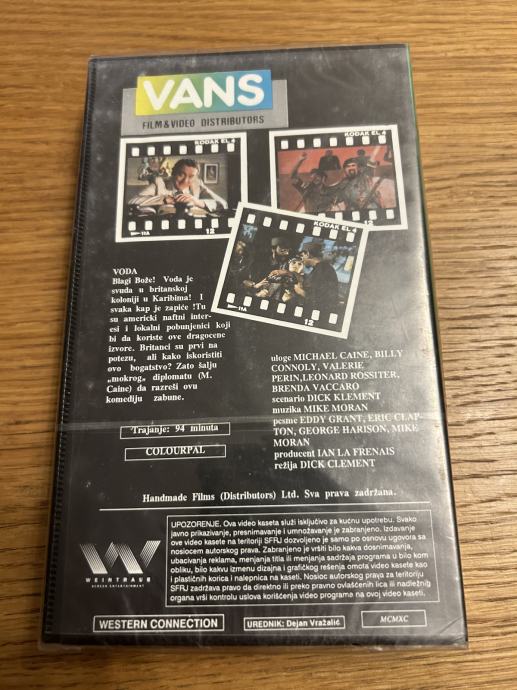 VANS
FILM & VIDEO DISTRIBUTORS
KODAK EL 4
KODAK EL 4
12
11A
12
KODAK EL 4
12
VODA
Blagi Bože! Voda je
svuda u britanskoj
koloniji u Karibima! I
svaka kap je zapiće !Tu
su americki naftni inter-
esi i lokalni pobunjenici koji
bi da koriste ove dragocene
izvore. Britanci su prvi na
potezu, ali kako iskoristiti
ovo bogatstvo? Zato šalju
„mokrog„ diplomatu (M.
Caine) da razreši ovu
komediju zabune.
Trajanje: 94 minuta
COLOURPAL
uloge MICHAEL CAINE, BILLY
CONNOLY, VALERIE
PERIN,LEONARD ROSSITER,
BRENDA VACCARO
scenario DICK KLEMENT
muzika MIKE MORAN
pesme EDDY GRANT, ERIC CLAP-
TON, GEORGE HARISON, MIKE
MORAN
producent IAN LA FRENAIS
režija DICK CLEMENT
Handmade Films (Distributors) Ltd. Sva prava zadržana.
WEINTRAUB
SCREEN ENTERTAINMENT
UPOZORENJE. Ova video kaseta služi isključivo za kućnu upotrebu. Svako
javno prikazivanje, presnimavanje i umnožavanje je zabranjeno. Izdavanje
ove video kasete na teritoriji SFRJ dozvoljeno je samo po osnovu ugovora sa
nosiocem autorskog prava. Zabranjeno je vršiti bilo kakva dosnimavanja,
ubacivanja reklama, menjanja titla ili menjanja sadržaja programa u bilo kom
obliku, bilo kakvu izmenu dizajna i grafičkog rešenja omota video kasete kao
i plastičnih korica i nalepnica na kaseti. Nosioc autorskog prava za teritoriju
SFRJ zadržava pravo da direktno ili preko pravno ovlašćenih lica ili nadležnih
organa vrši kontrolu uslova korišćenja video programa na ovoj video kaseti.
WESTERN CONNECTION
UREDNIK: Dejan Vražalić
MCMXC